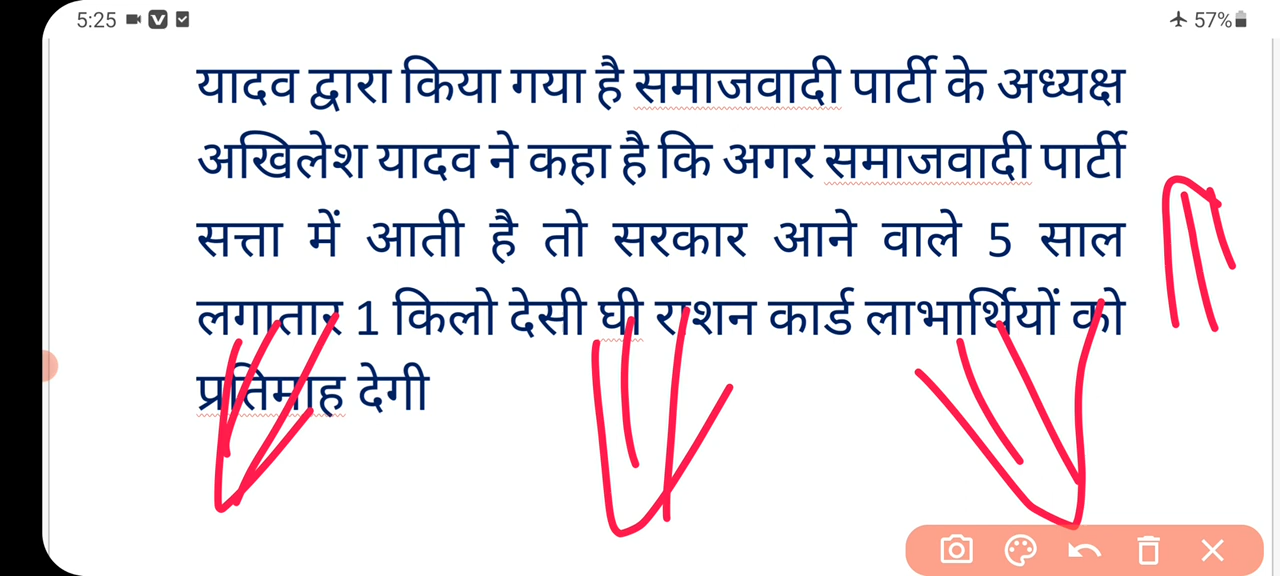 5:25
57%
यादव द्वारा किया गया है समाजवादी पार्टी के अध्यक्ष
अखिलेश यादव ने कहा है कि अगर समाजवादी पार्टी
सत्ता में आती है तो सरकार आने वाले 5 साल
लगातार 1 किलो देसी घी राशन कार्ड लाभार्थियों को
प्रतिमाह देगी